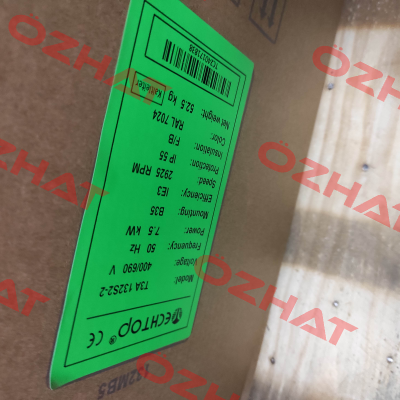 TECHTOP® CE
Model: T3A 132S2-2
Voltage: 400/690 V
Frequency: 50 Hz
Power: 7.5 kW
Mounting: B35
Efficiency: IE3
Speed: 2925 RPM
Protection: IP 55
Insulation: F/B
Color: RAL 7024
Net weight: 52.5 kg
132MB5
ÖZHAT
ÖZHAT
ÖZHAT
ÖZHAT
ÖZHAT
ÖZHAT